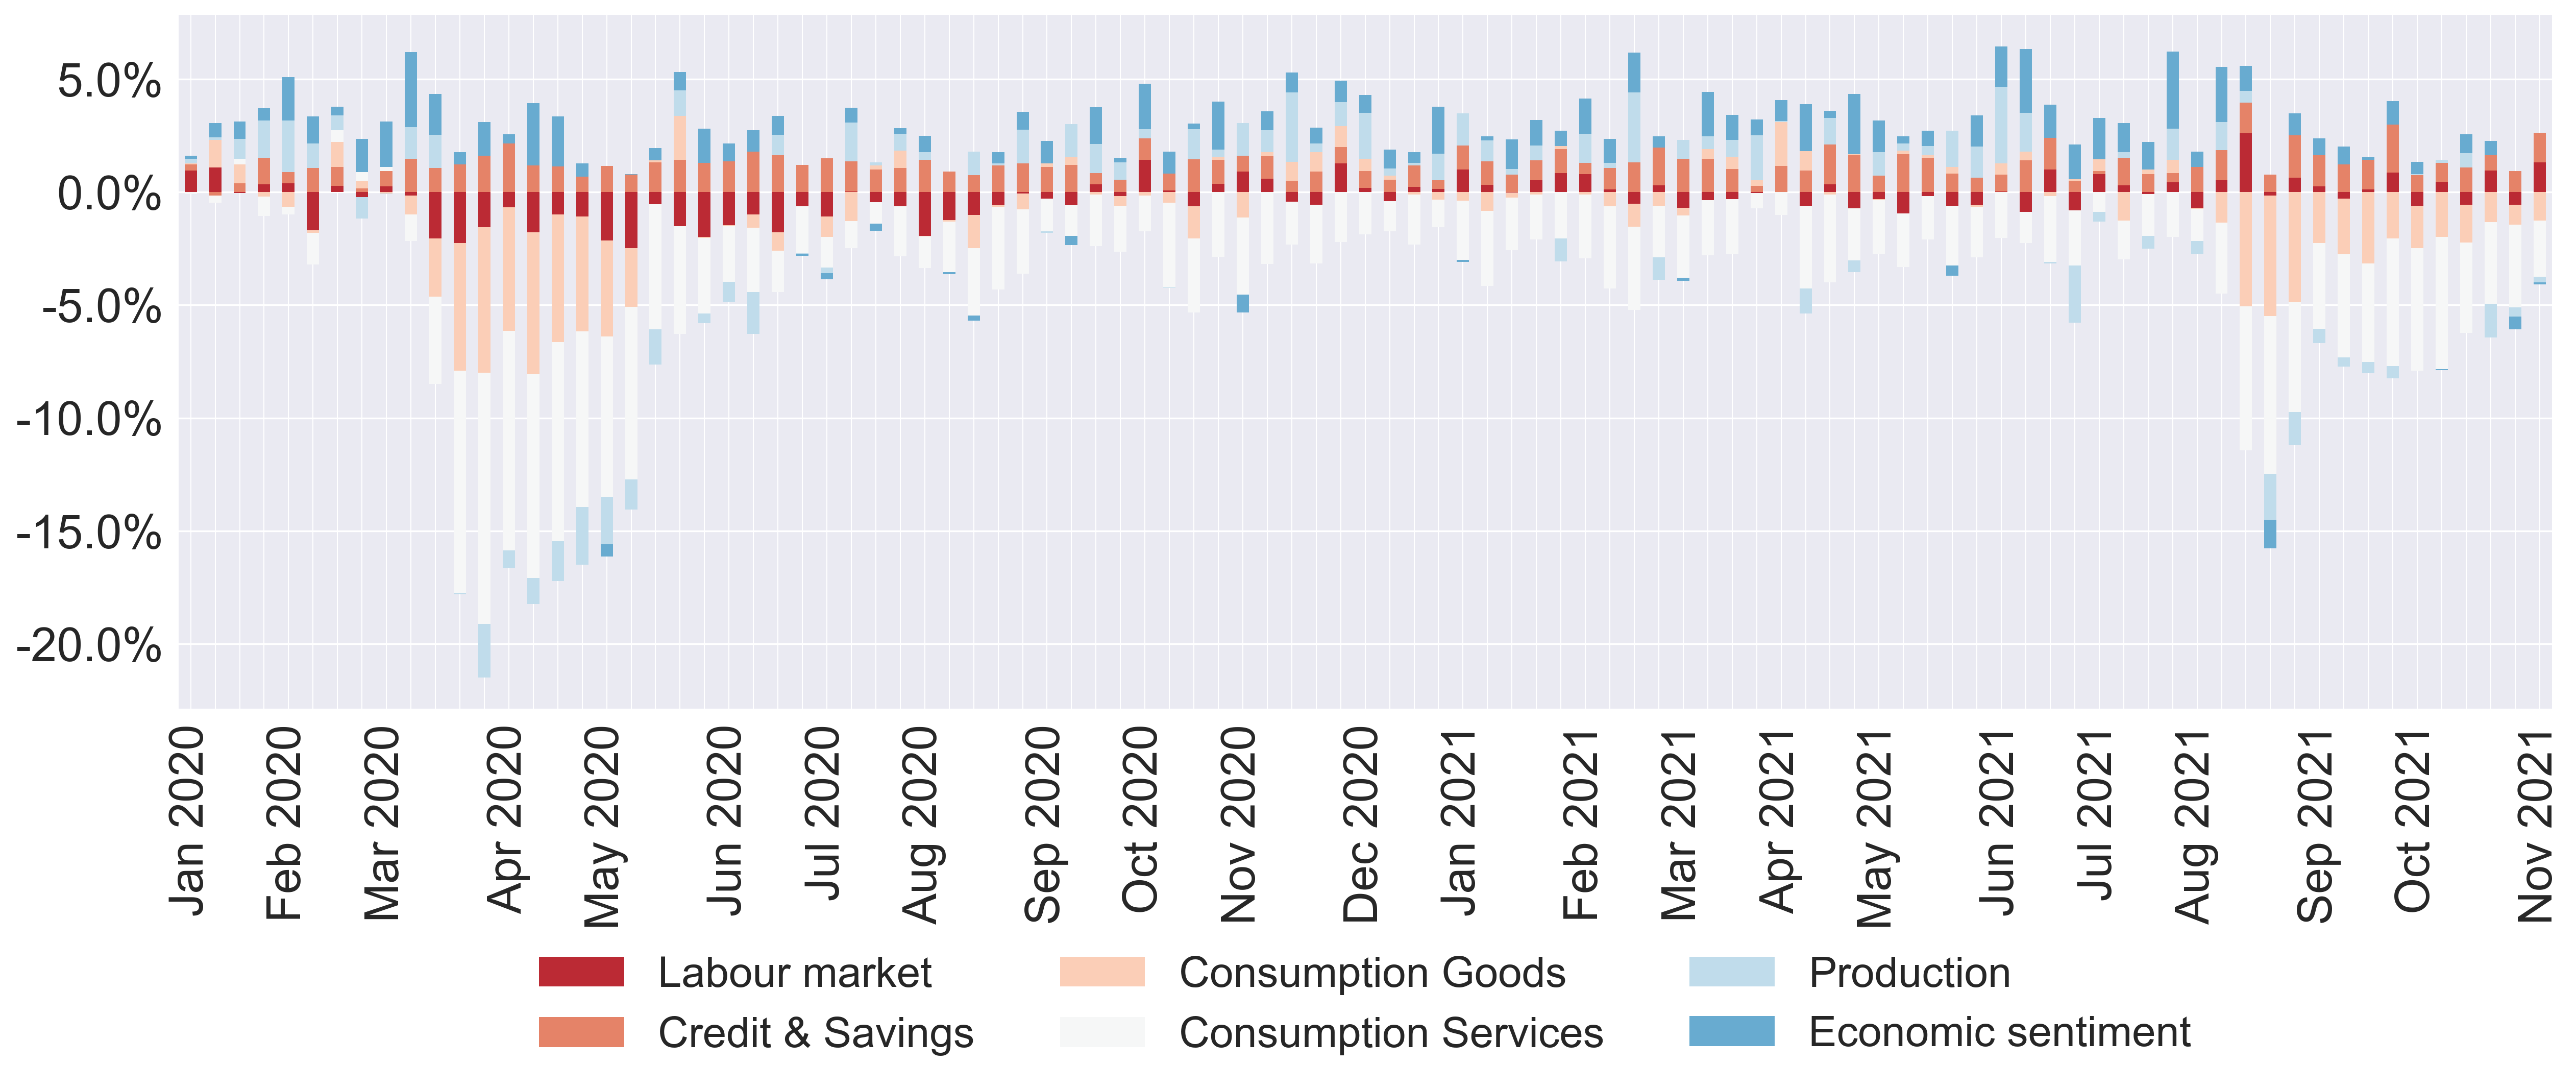 5.0%
0.0%
-5.0%
-10.0%
-15.0%
-20.0%
Jan 2020
Feb 2020
Mar 2020
Apr 2020
May 2020
Jun 2020
Jul 2020
Aug 2020
Sep 2020
Oct 2020
Nov 2020
Dec 2020
Jan 2021
Feb 2021
Mar 2021
Apr 2021
May 2021
Jun 2021
Jul 2021
Aug 2021
Sep 2021
Oct 2021
Nov 2021
Labour market
Consumption Goods
Production
Credit & Savings
Consumption Services
Economic sentiment